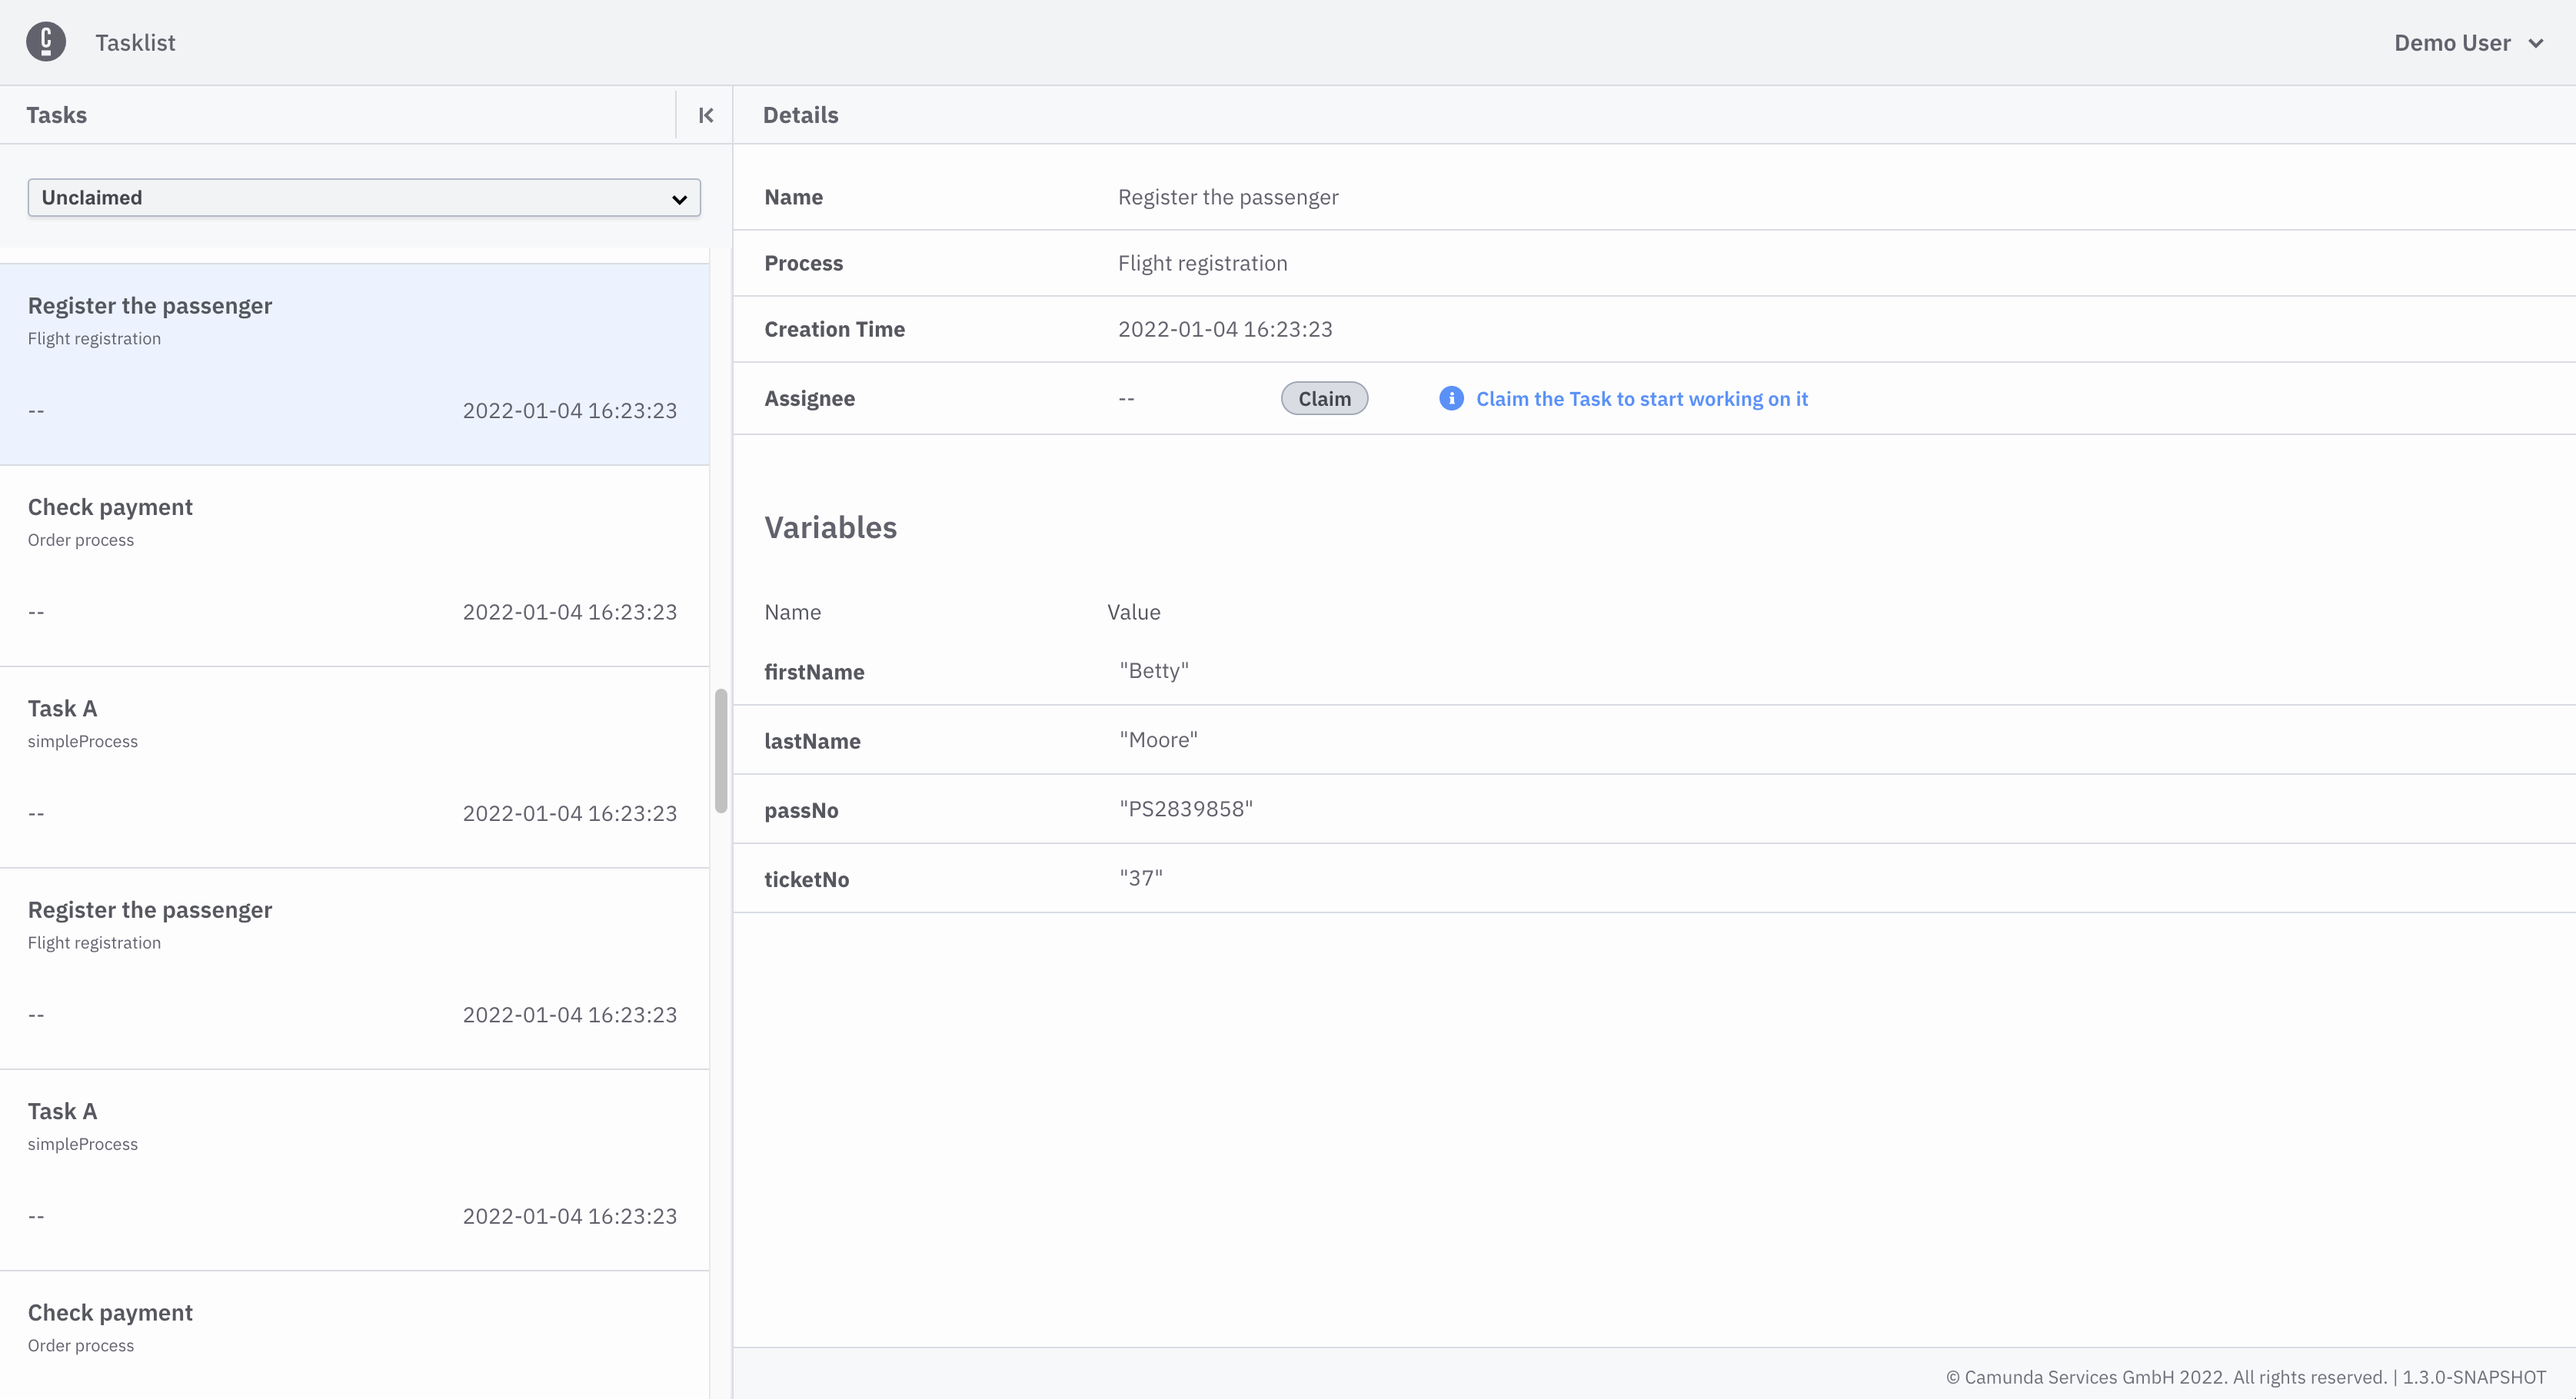 Tasklist
Demo User
Tasks
Unclaimed
Register the passenger
Flight registration
-- 2022-01-04 16:23:23
Check payment
Order process
-- 2022-01-04 16:23:23
Task A
simpleProcess
-- 2022-01-04 16:23:23
Register the passenger
Flight registration
-- 2022-01-04 16:23:23
Task A
simpleProcess
-- 2022-01-04 16:23:23
Check payment
Order process
Details
Name Register the passenger
Process Flight registration
Creation Time 2022-01-04 16:23:23
Assignee -- Claim Claim the Task to start working on it
Variables
Name Value
firstName "Betty"
lastName "Moore"
passNo "PS2839858"
ticketNo "37"
© Camunda Services GmbH 2022. All rights reserved. | 1.3.0-SNAPSHOT